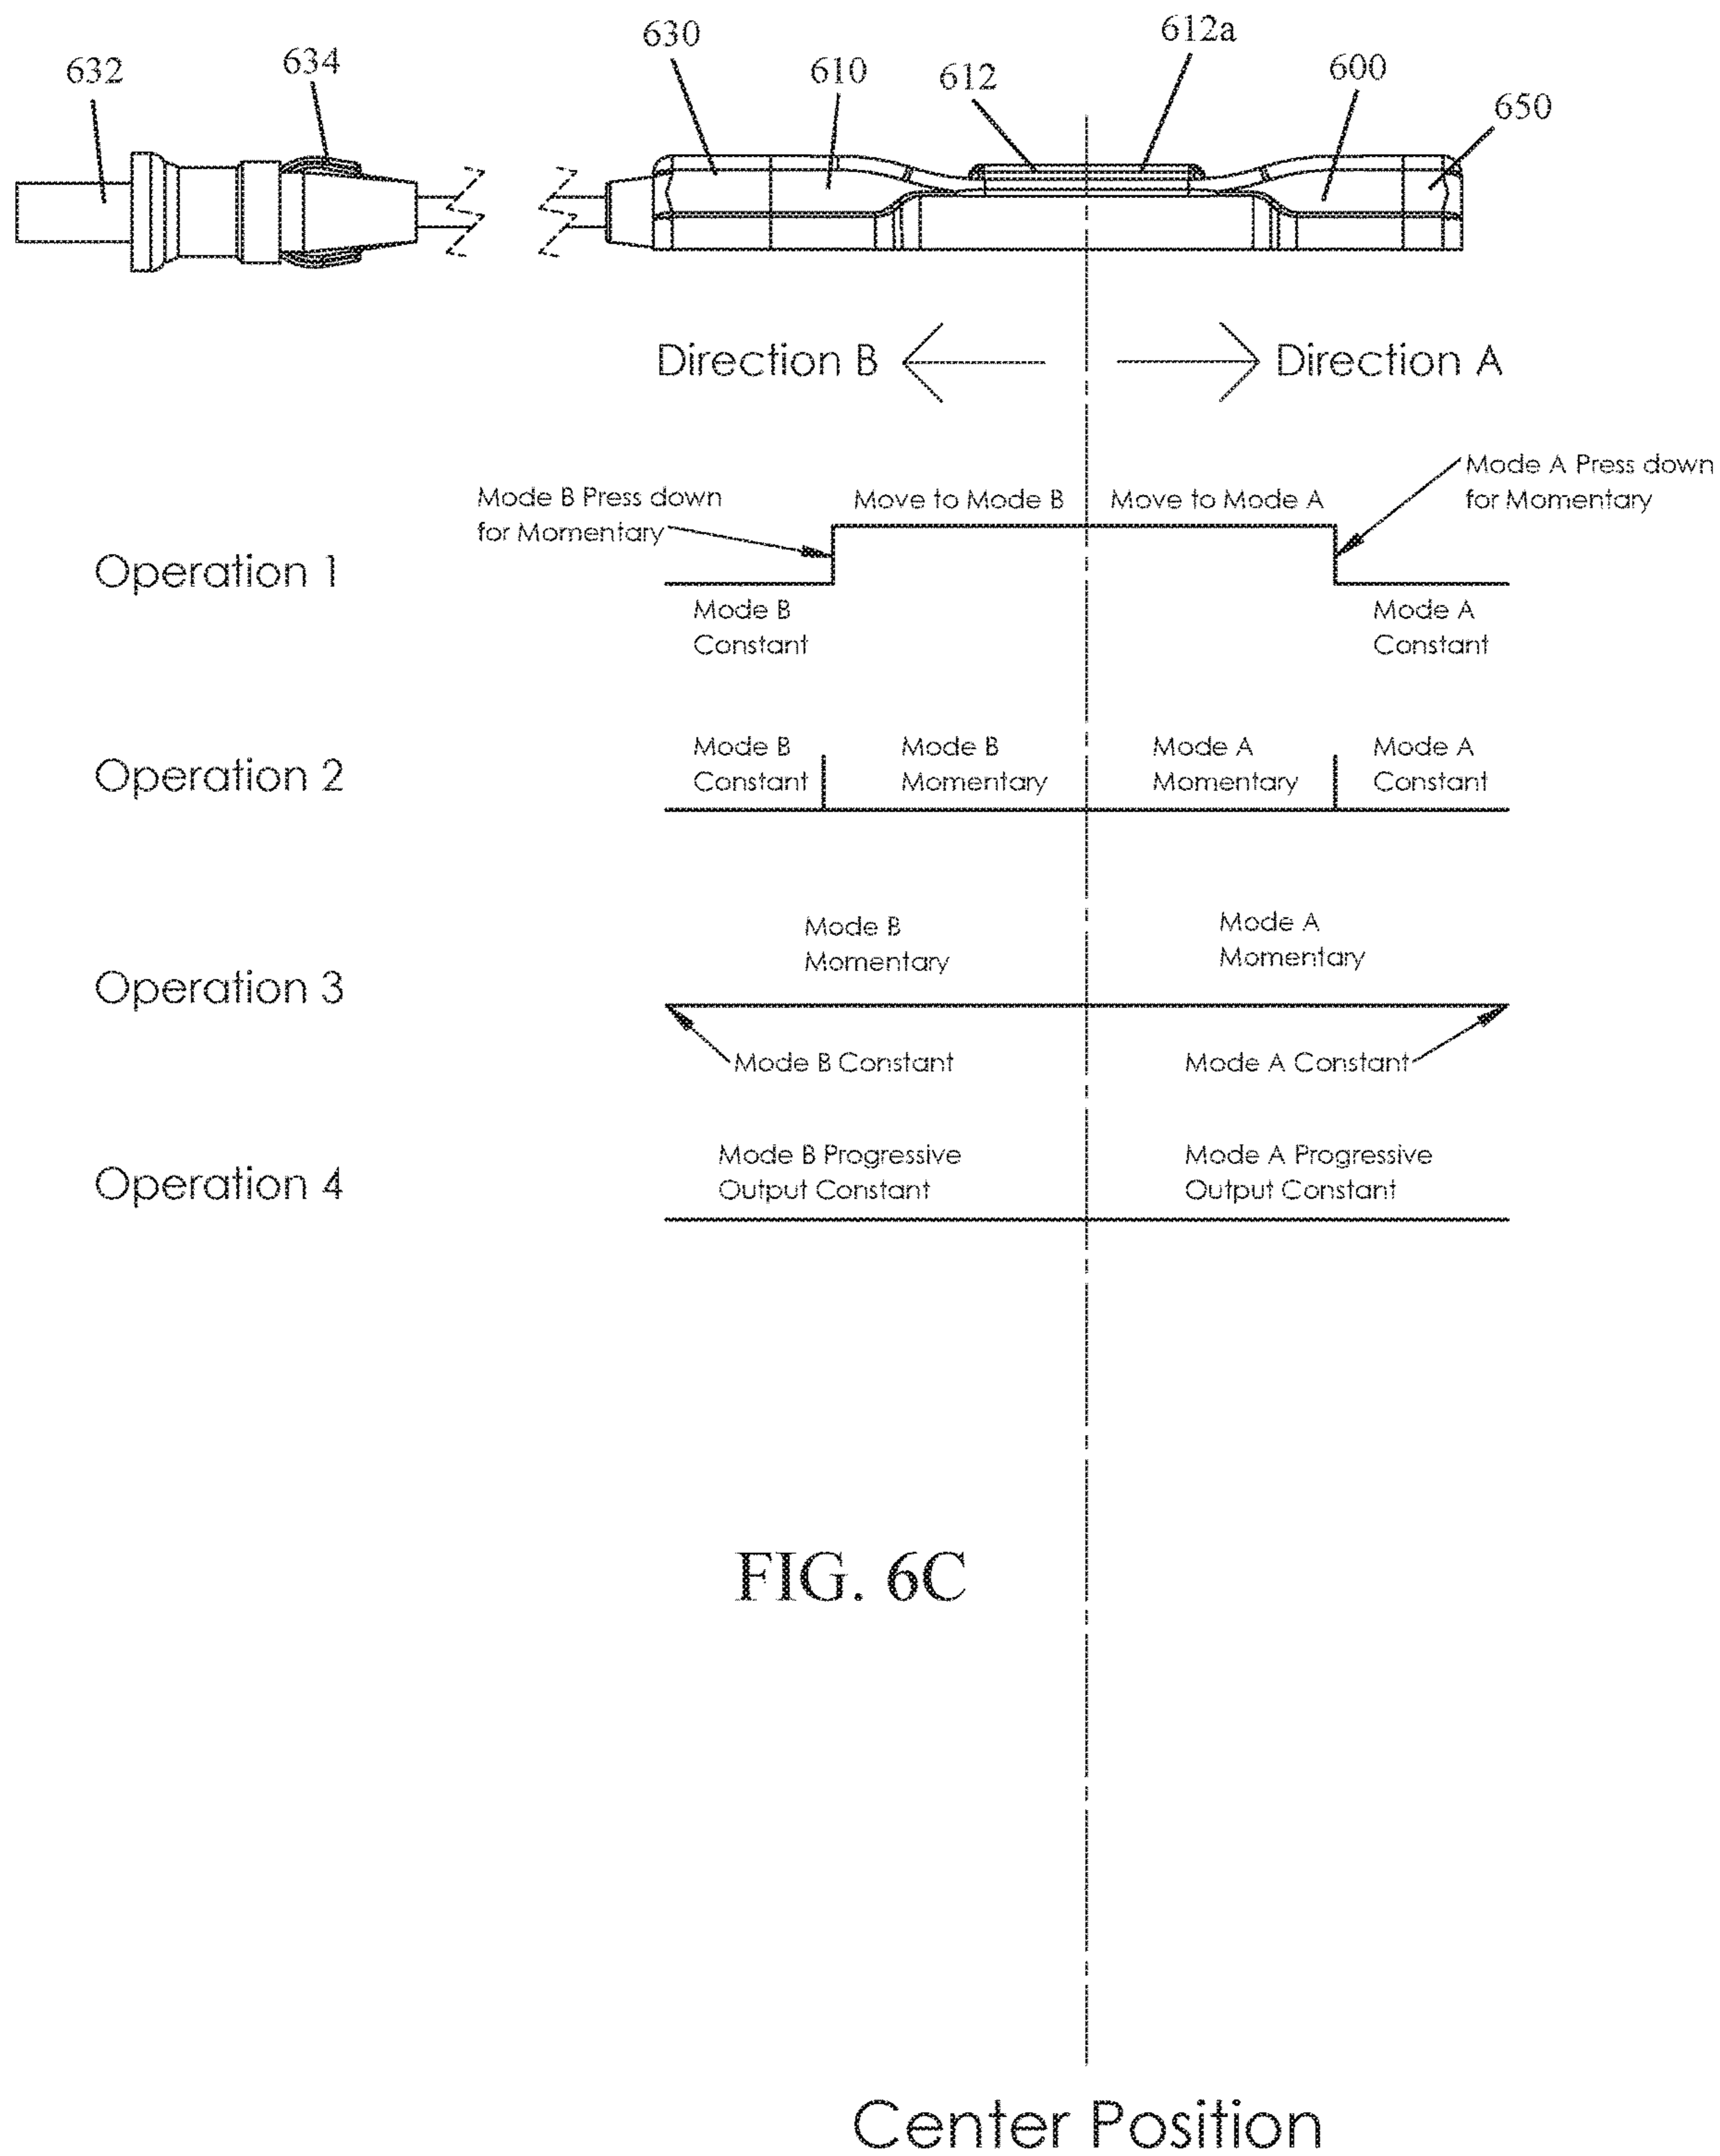 612a
630
634
610
612
600
632
650
Direction B
Direction A
Mode A Press down
for Momentary
Mode B Press down
for Momentary
Move to Mode B
Move to Mode A
Operation 1
Mode B
Constant
Mode A
Constant
Operation 2
Mode B
Constant
Mode B
Momentary
Mode A
Momentary
Mode A
Constant
Operation 3
Mode B
Momentary
Mode A
Momentary
Mode B Constant
Mode A Constant
Operation 4
Mode B Progressive
Output Constant
Mode A Progressive
Output Constant
FIG. 6C
Center Position